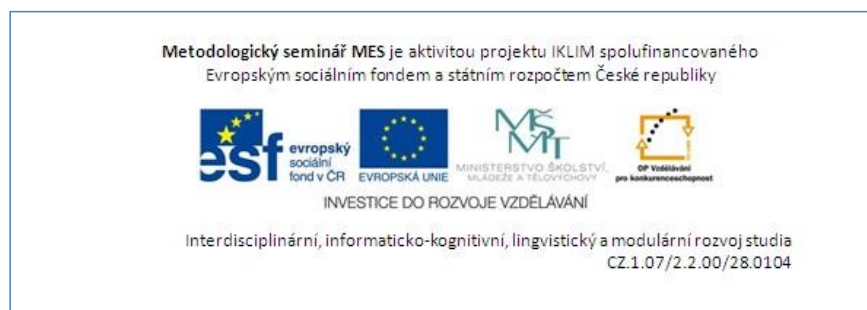 Metodologický seminář MES je aktivitou projektu IKLIM spolufinancovaného
Evropským sociálním fondem a státním rozpočtem České republiky
esf evropský
sociální
fond v ČR
EVROPSKÁ UNIE
MŠMT
MINISTERSTVO ŠKOLSTVÍ,
MLÁDEŽE A TĚLOVÝCHOVY
OP Vzdělávání
pro konkurenceschopnost
INVESTICE DO ROZVOJE VZDĚLÁVÁNÍ
Interdisciplinární, informaticko-kognitivní, lingvistický a modulární rozvoj studia
CZ.1.07/2.2.00/28.0104